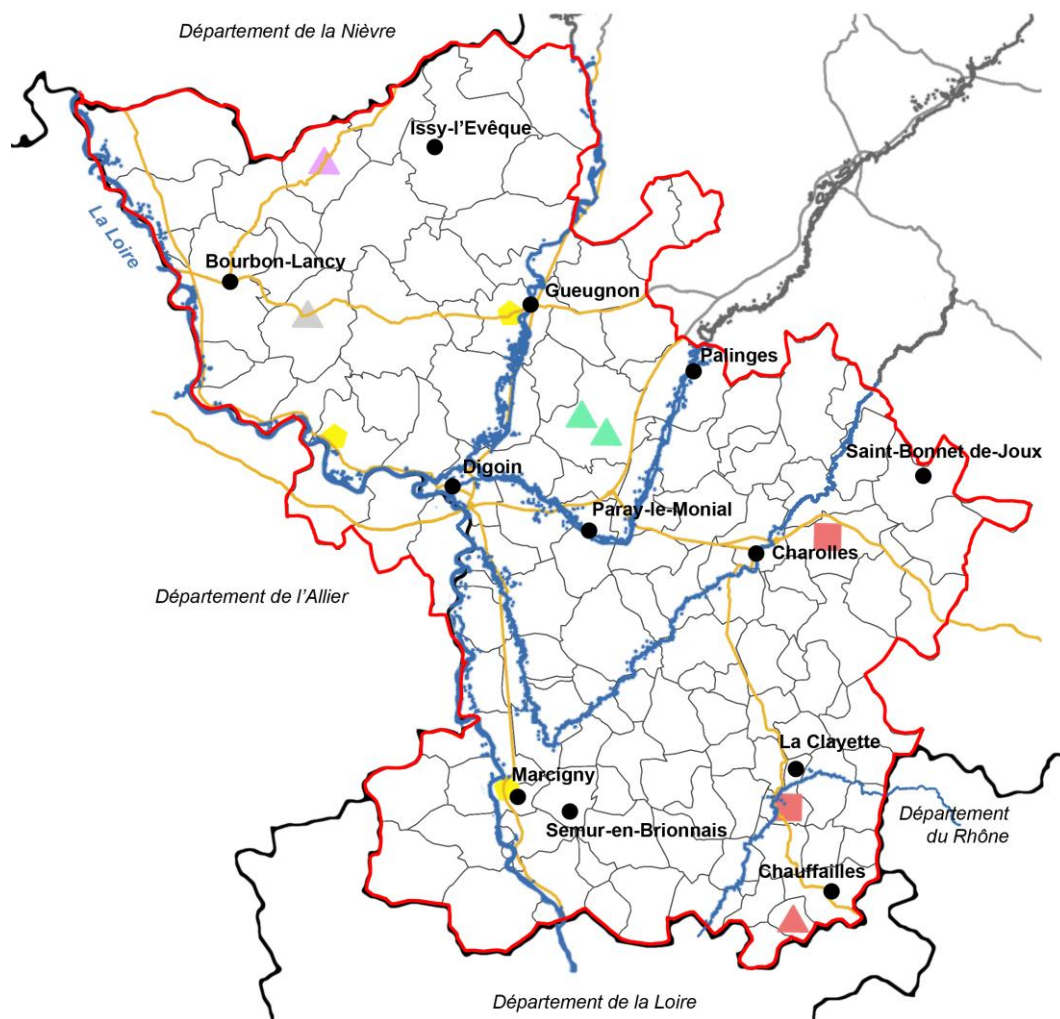 Département de la Nièvre
Issy-l'Evêque
La Loire
Bourbon-Lancy
Gueugnon
Palinges
Saint-Bonnet de-Joux
Digoin
Paray-le-Monial
Charolles
Département de l'Allier
La Clayette
Marcigny
Semur-en-Brionnais
Département
du Rhône
Chauffailles
Département de la Loire